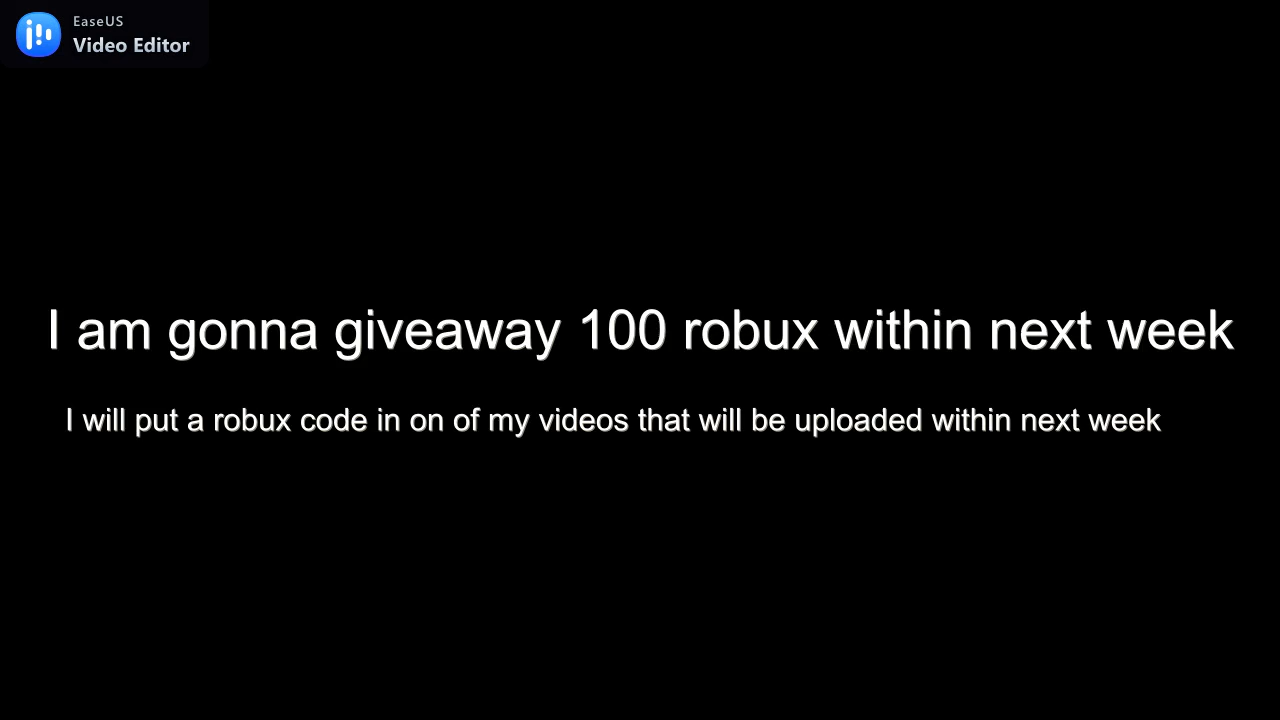 EaseUS
Video Editor
I am gonna giveaway 100 robux within next week
I will put a robux code in on of my videos that will be uploaded within next week